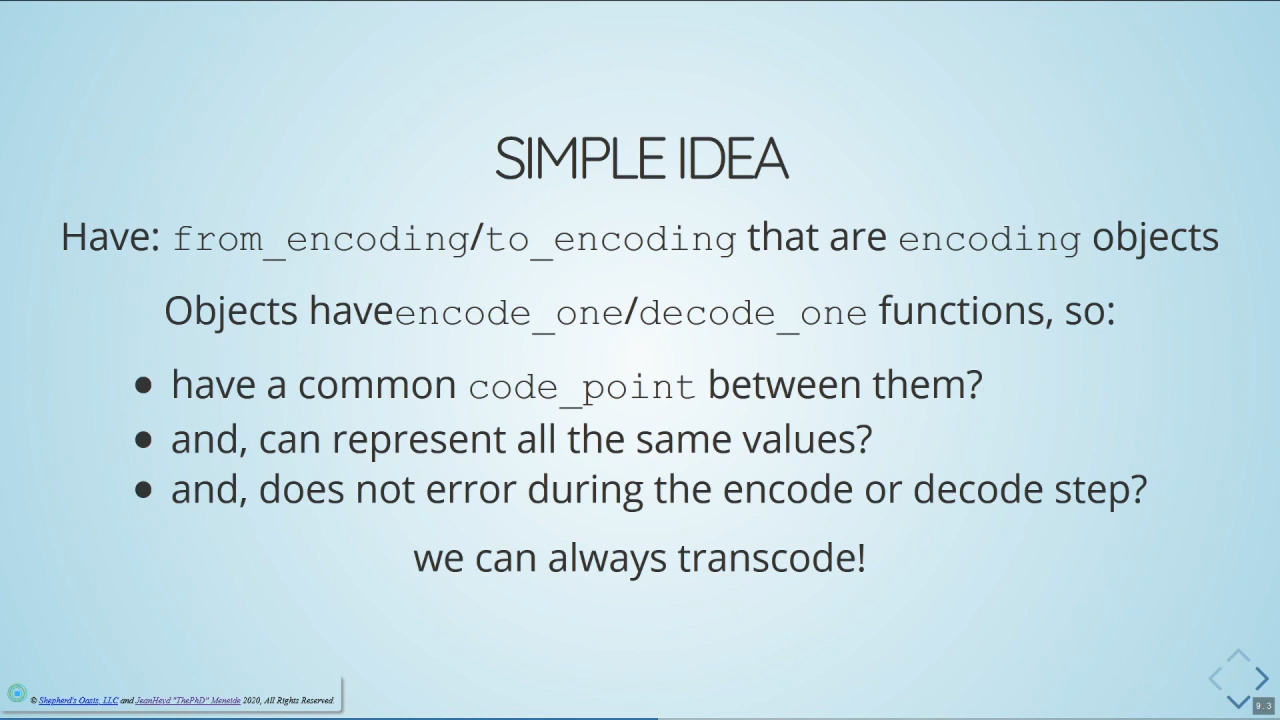 SIMPLE IDEA
Have: from_encoding/to_encoding that are encoding objects
Objects haveencode_one/decode_one functions, so:
• have a common code_point between them?
• and, can represent all the same values?
• and, does not error during the encode or decode step?
we can always transcode!
© Shepherd's Oasis, LLC and JeanHeyd "ThePhD" Meneide 2020, All Rights Reserved.
9.3